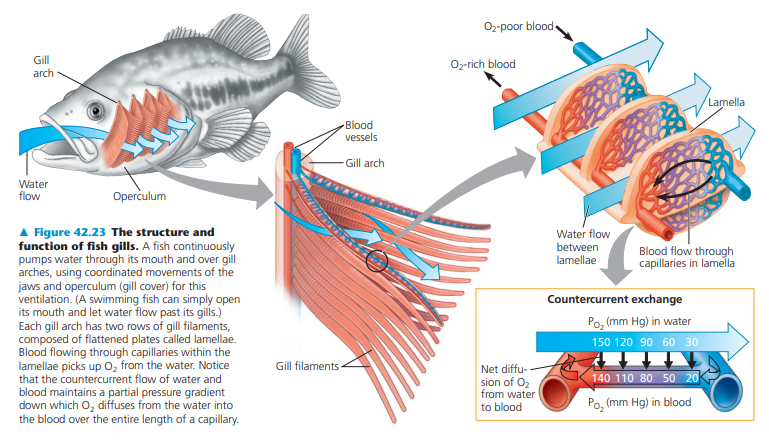 Gill
arch
Water
flow
Operculum
▲ Figure 42.23 The structure and
function of fish gills. A fish continuously
pumps water through its mouth and over gill
arches, using coordinated movements of the
jaws and operculum (gill cover) for this
ventilation. (A swimming fish can simply open
its mouth and let water flow past its gills.)
Each gill arch has two rows of gill filaments,
composed of flattened plates called lamellae.
Blood flowing through capillaries within the
lamellae picks up O₂ from the water. Notice
that the countercurrent flow of water and
blood maintains a partial pressure gradient
down which O₂ diffuses from the water into
the blood over the entire length of a capillary.
Blood
vessels
Gill arch
Gill filaments
O₂-poor blood
O₂-rich blood
Lamella
Water flow
between
lamellae
Blood flow through
capillaries in lamella
Countercurrent exchange
P_O₂ (mm Hg) in water
150 120 90 60 30
Net diffu-
sion of O₂
from water
to blood
140 110 80 50 20
P_O₂ (mm Hg) in blood